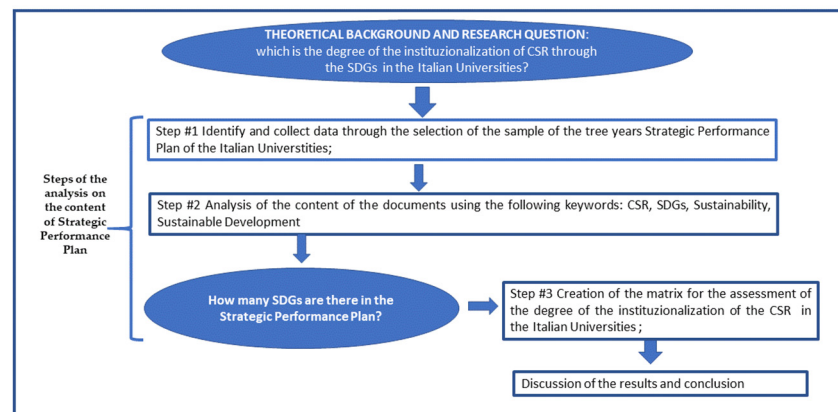 THEORETICAL BACKGROUND AND RESEARCH QUESTION:
which is the degree of the instituzionalization of CSR through
the SDGs in the Italian Universities?
Step #1 Identify and collect data through the selection of the sample of the tree years Strategic Performance
Plan of the Italian Universtities;
Steps of the
analysis on
the content
of Strategic
Performance
Plan
Step #2 Analysis of the content of the documents using the following keywords: CSR, SDGs, Sustainability,
Sustainable Development
How many SDGs are there in the
Strategic Performance Plan?
Step #3 Creation of the matrix for the assessment of
the degree of the instituzionalization of the CSR in
the Italian Universities ;
Discussion of the results and conclusion